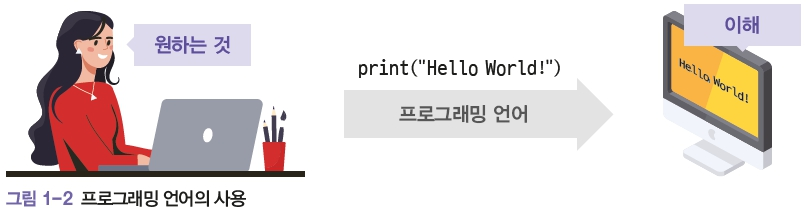 원하는 것
print("Hello World!")
프로그래밍 언어
이해
Hello World!
그림 1-2 프로그래밍 언어의 사용